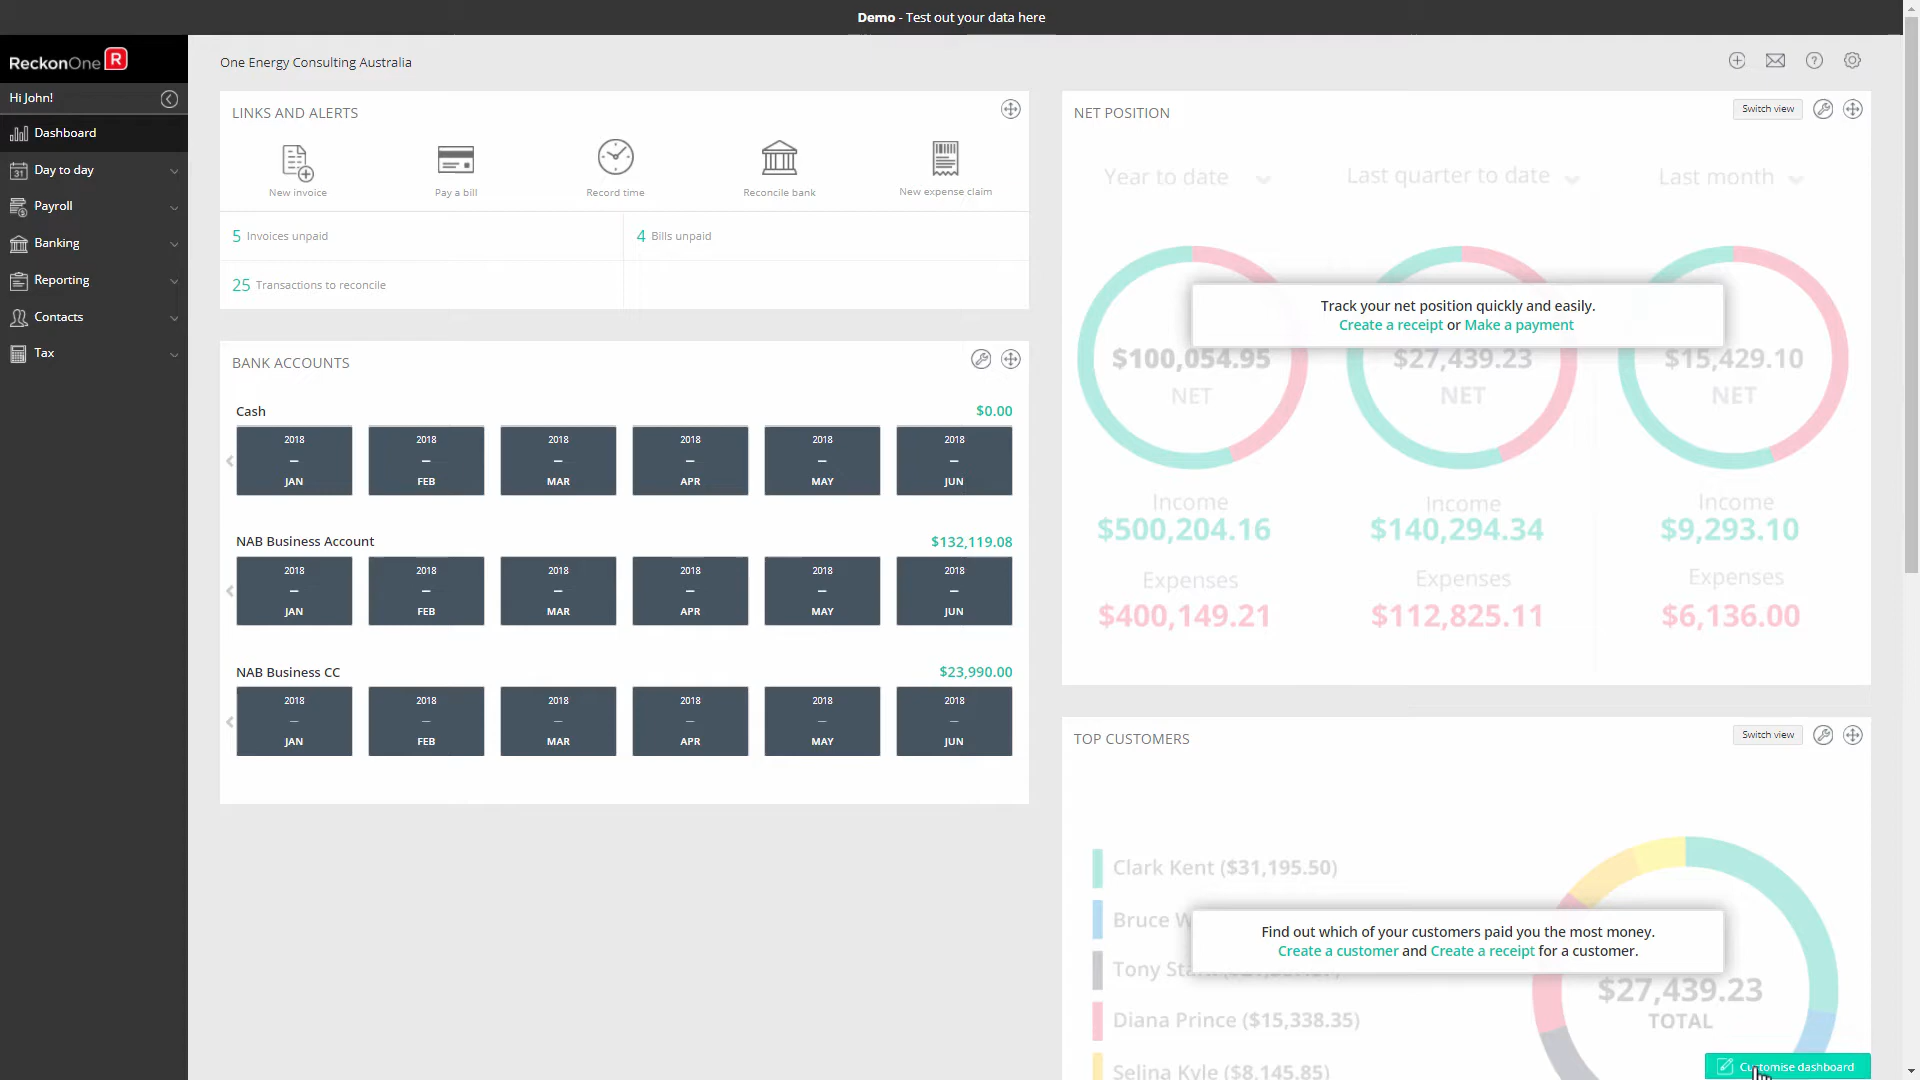 Demo - Test out your data here
ReckonOne R
Hi John!
Dashboard
31 Day to day
Payroll
Banking
Reporting
Contacts
Tax
One Energy Consulting Australia
LINKS AND ALERTS
New invoice
Pay a bill
Record time
Reconcile bank
New expense claim
5 Invoices unpaid
4 Bills unpaid
25 Transactions to reconcile
BANK ACCOUNTS
Cash $0.00
2018 2018 2018 2018 2018 2018
– – – – – –
JAN FEB MAR APR MAY JUN
NAB Business Account $132,119.08
2018 2018 2018 2018 2018 2018
– – – – – –
JAN FEB MAR APR MAY JUN
NAB Business CC $23,990.00
2018 2018 2018 2018 2018 2018
– – – – – –
JAN FEB MAR APR MAY JUN
NET POSITION
Switch view
Year to date Last quarter to date Last month
Track your net position quickly and easily.
Create a receipt or Make a payment
$100,054.95 $27,439.23 $15,429.10
NET NET NET
Income Income Income
$500,204.16 $140,294.34 $9,293.10
Expenses Expenses Expenses
$400,149.21 $112,825.11 $6,136.00
TOP CUSTOMERS
Switch view
Clark Kent ($31,195.50)
Bruce
Find out which of your customers paid you the most money.
Create a customer and Create a receipt for a customer.
Tony
Diana Prince ($15,338.35)
Selina Kyle ($8,145.85)
$27,439.23
TOTAL
Customise dashboard